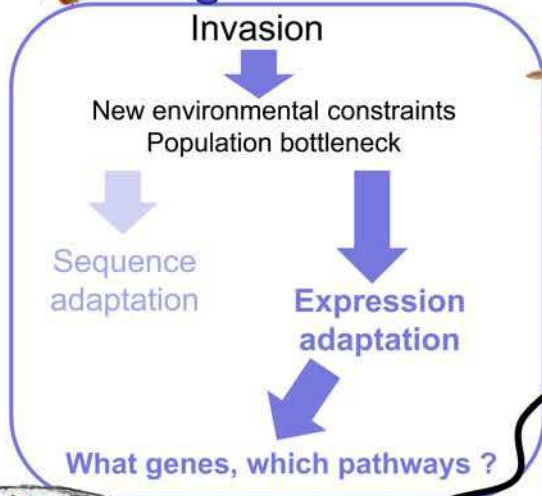 Invasion
New environmental constraints
Population bottleneck
Sequence
adaptation
Expression
adaptation
What genes, which pathways ?